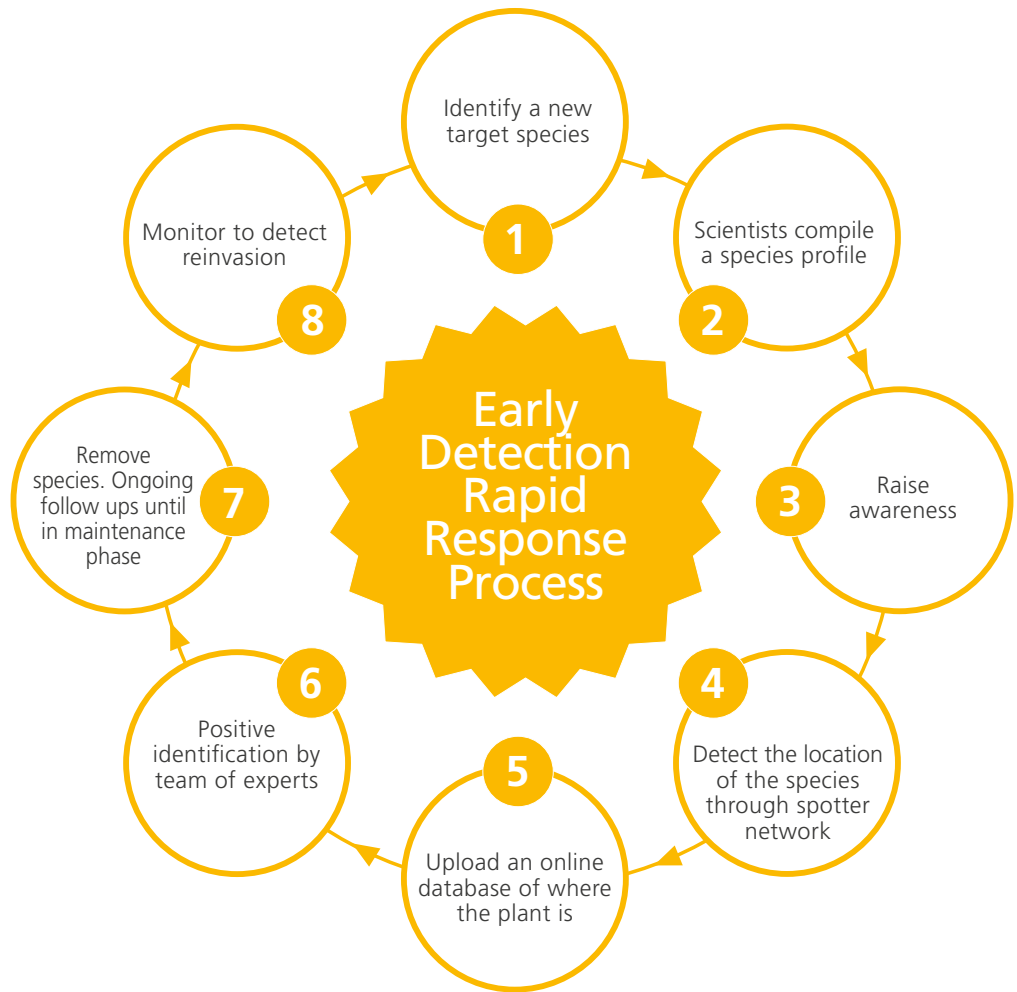 Early
Detection
Rapid
Response
Process
Identify a new
target species
1
Scientists compile
a species profile
2
Raise
awareness
3
4
Detect the location
of the species
through spotter
network
5
Upload an online
database of where
the plant is
6
Positive
identification by
team of experts
Remove
species. Ongoing
follow ups until
in maintenance
phase
7
Monitor to detect
reinvasion
8